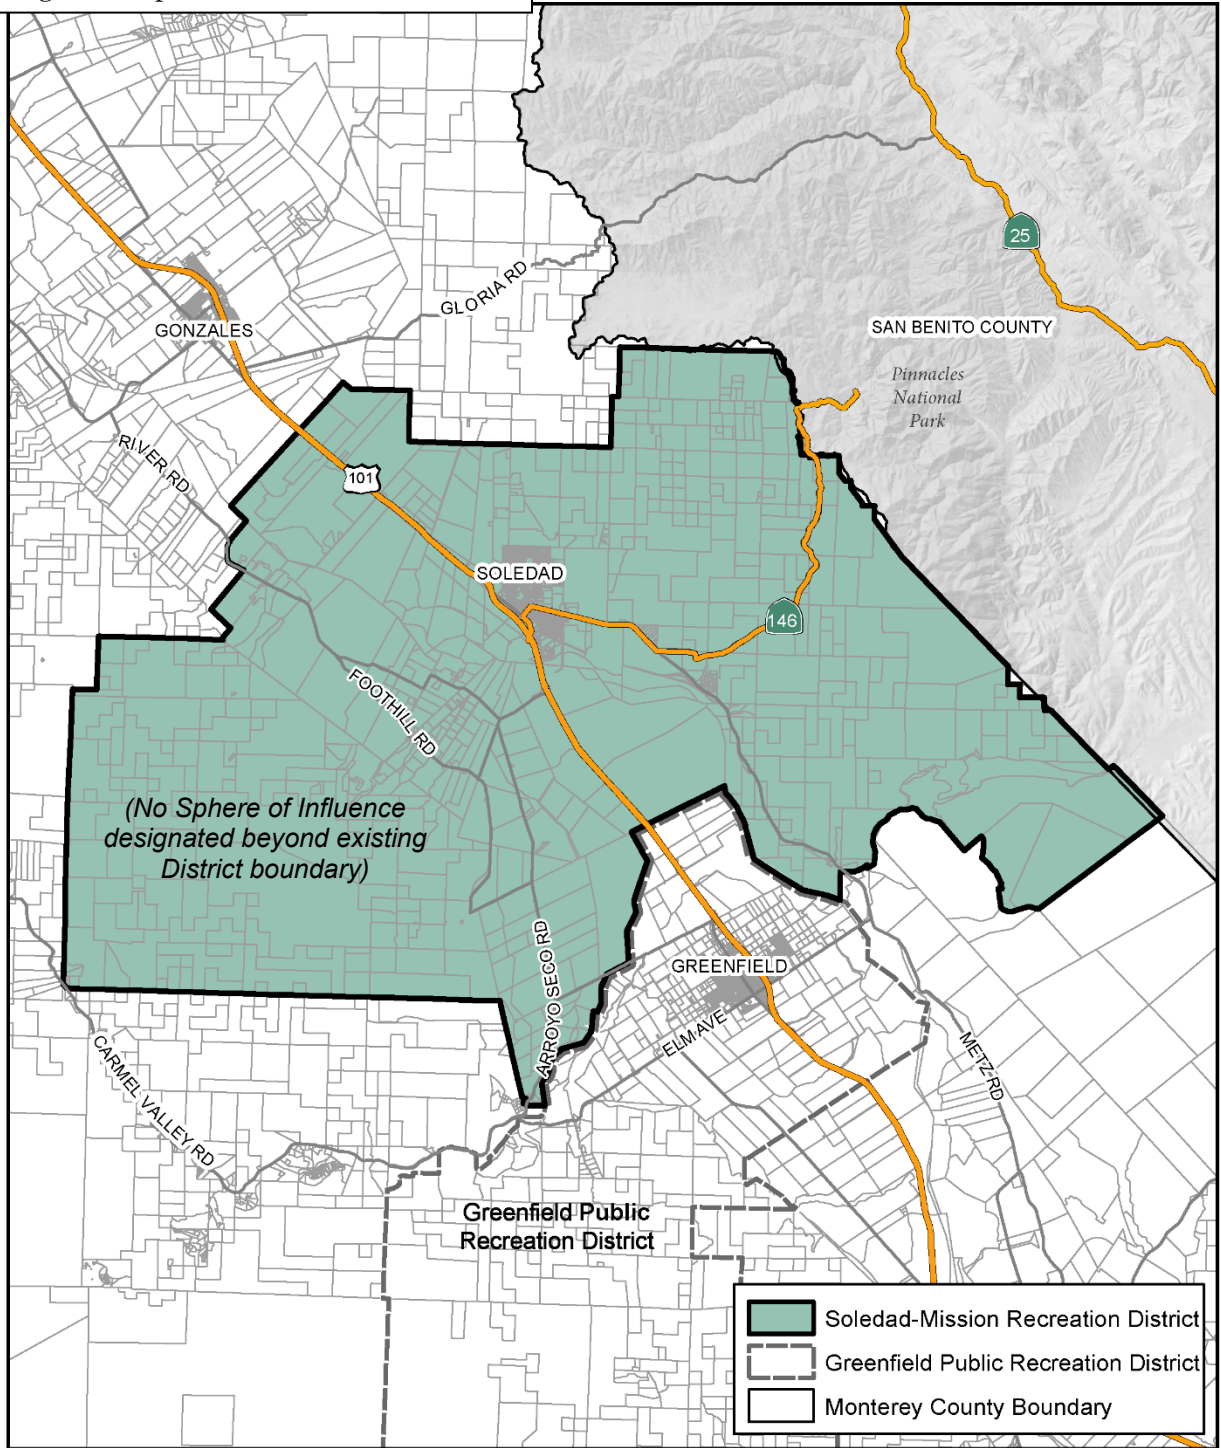 25
GLORIA RD
GONZALES
SAN BENITO COUNTY
Pinnacles
National
Park
RIVER RD
101
SOLEDAD
146
FOOTHILL RD
(No Sphere of Influence
designated beyond existing
District boundary)
ARROYO SECO RD
GREENFIELD
ELM AVE
METZ RD
CARMEL VALLEY RD
Greenfield Public
Recreation District
Soledad-Mission Recreation District
Greenfield Public Recreation District
Monterey County Boundary